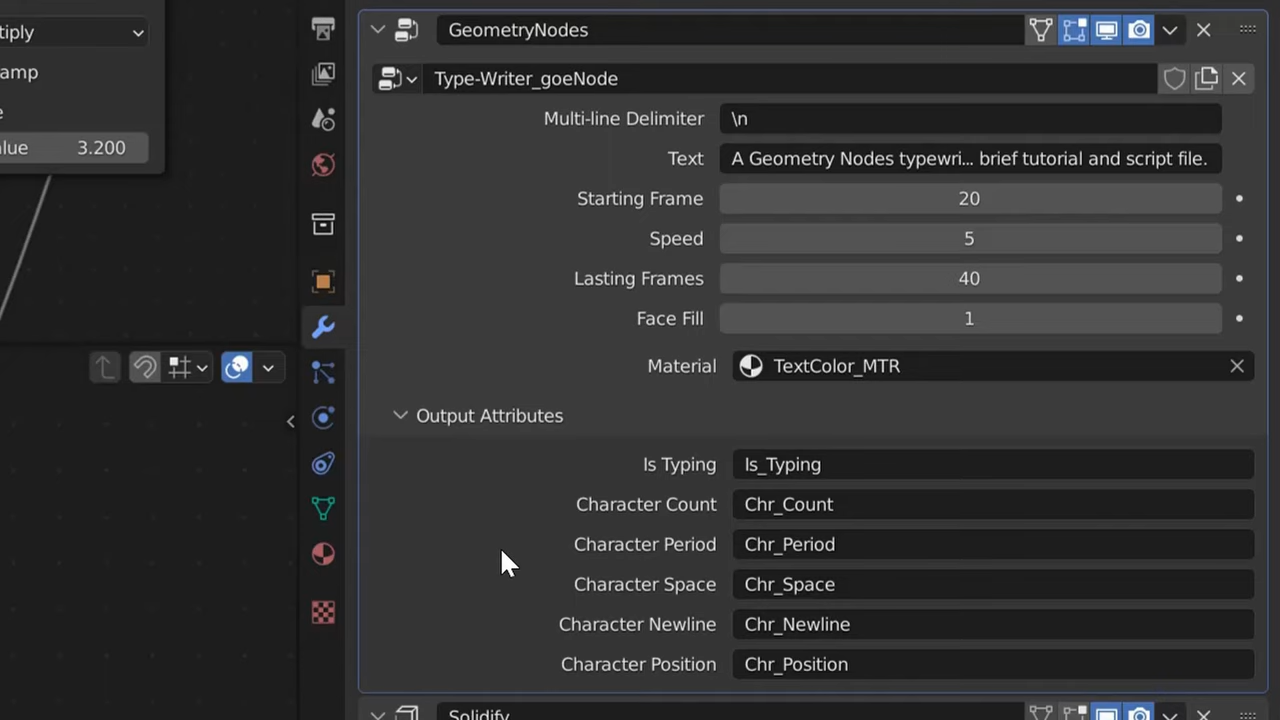 GeometryNodes
tiply
Type-Writer_goeNode
amp
Multi-line Delimiter \n
e
alue 3.200
Text A Geometry Nodes typewri... brief tutorial and script file.
Starting Frame 20
Speed 5
Lasting Frames 40
Face Fill 1
Material TextColor_MTR
Output Attributes
Is Typing Is_Typing
Character Count Chr_Count
Character Period Chr_Period
Character Space Chr_Space
Character Newline Chr_Newline
Character Position Chr_Position
Solidify